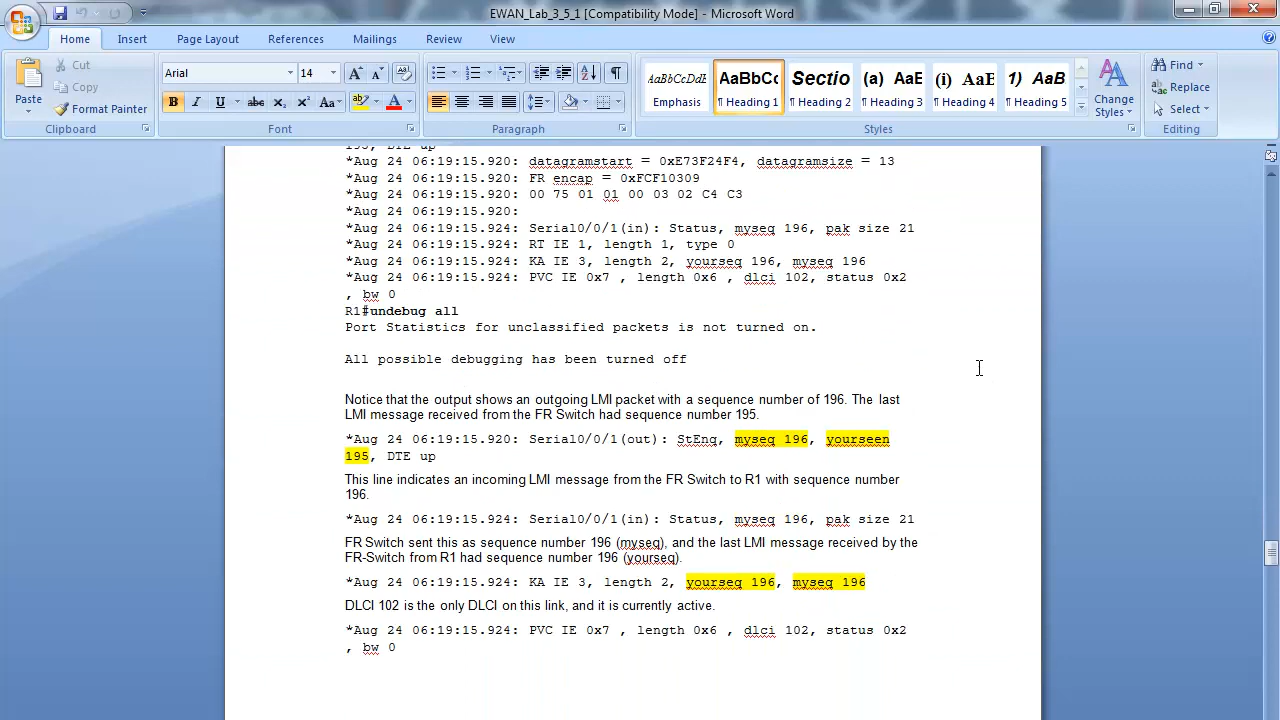 EWAN_Lab_3_5_1 [Compatibility Mode] - Microsoft Word
Home Insert Page Layout References Mailings Review View
Paste
Cut
Copy
Format Painter
Clipboard
Arial 14
B I U abc x₂ x² Aa
ab A
Font
Paragraph
AaBbCcDdE AaBbCc Sectio (a) AaE (i) AaE 1) AaB
Emphasis ¶ Heading 1 ¶ Heading 2 ¶ Heading 3 ¶ Heading 4 ¶ Heading 5
Change Styles
Styles
Find
Replace
Select
Editing
195, DTE up
*Aug 24 06:19:15.920: datagramstart = 0xE73F24F4, datagramsize = 13
*Aug 24 06:19:15.920: FR encap = 0xFCF10309
*Aug 24 06:19:15.920: 00 75 01 01 00 03 02 C4 C3
*Aug 24 06:19:15.920:
*Aug 24 06:19:15.924: Serial0/0/1(in): Status, myseq 196, pak size 21
*Aug 24 06:19:15.924: RT IE 1, length 1, type 0
*Aug 24 06:19:15.924: KA IE 3, length 2, yourseq 196, myseq 196
*Aug 24 06:19:15.924: PVC IE 0x7 , length 0x6 , dlci 102, status 0x2
, bw 0
R1#undebug all
Port Statistics for unclassified packets is not turned on.
All possible debugging has been turned off
Notice that the output shows an outgoing LMI packet with a sequence number of 196. The last
LMI message received from the FR Switch had sequence number 195.
*Aug 24 06:19:15.920: Serial0/0/1(out): StEnq, myseq 196, yourseen
195, DTE up
This line indicates an incoming LMI message from the FR Switch to R1 with sequence number
196.
*Aug 24 06:19:15.924: Serial0/0/1(in): Status, myseq 196, pak size 21
FR Switch sent this as sequence number 196 (myseq), and the last LMI message received by the
FR-Switch from R1 had sequence number 196 (yourseq).
*Aug 24 06:19:15.924: KA IE 3, length 2, yourseq 196, myseq 196
DLCI 102 is the only DLCI on this link, and it is currently active.
*Aug 24 06:19:15.924: PVC IE 0x7 , length 0x6 , dlci 102, status 0x2
, bw 0